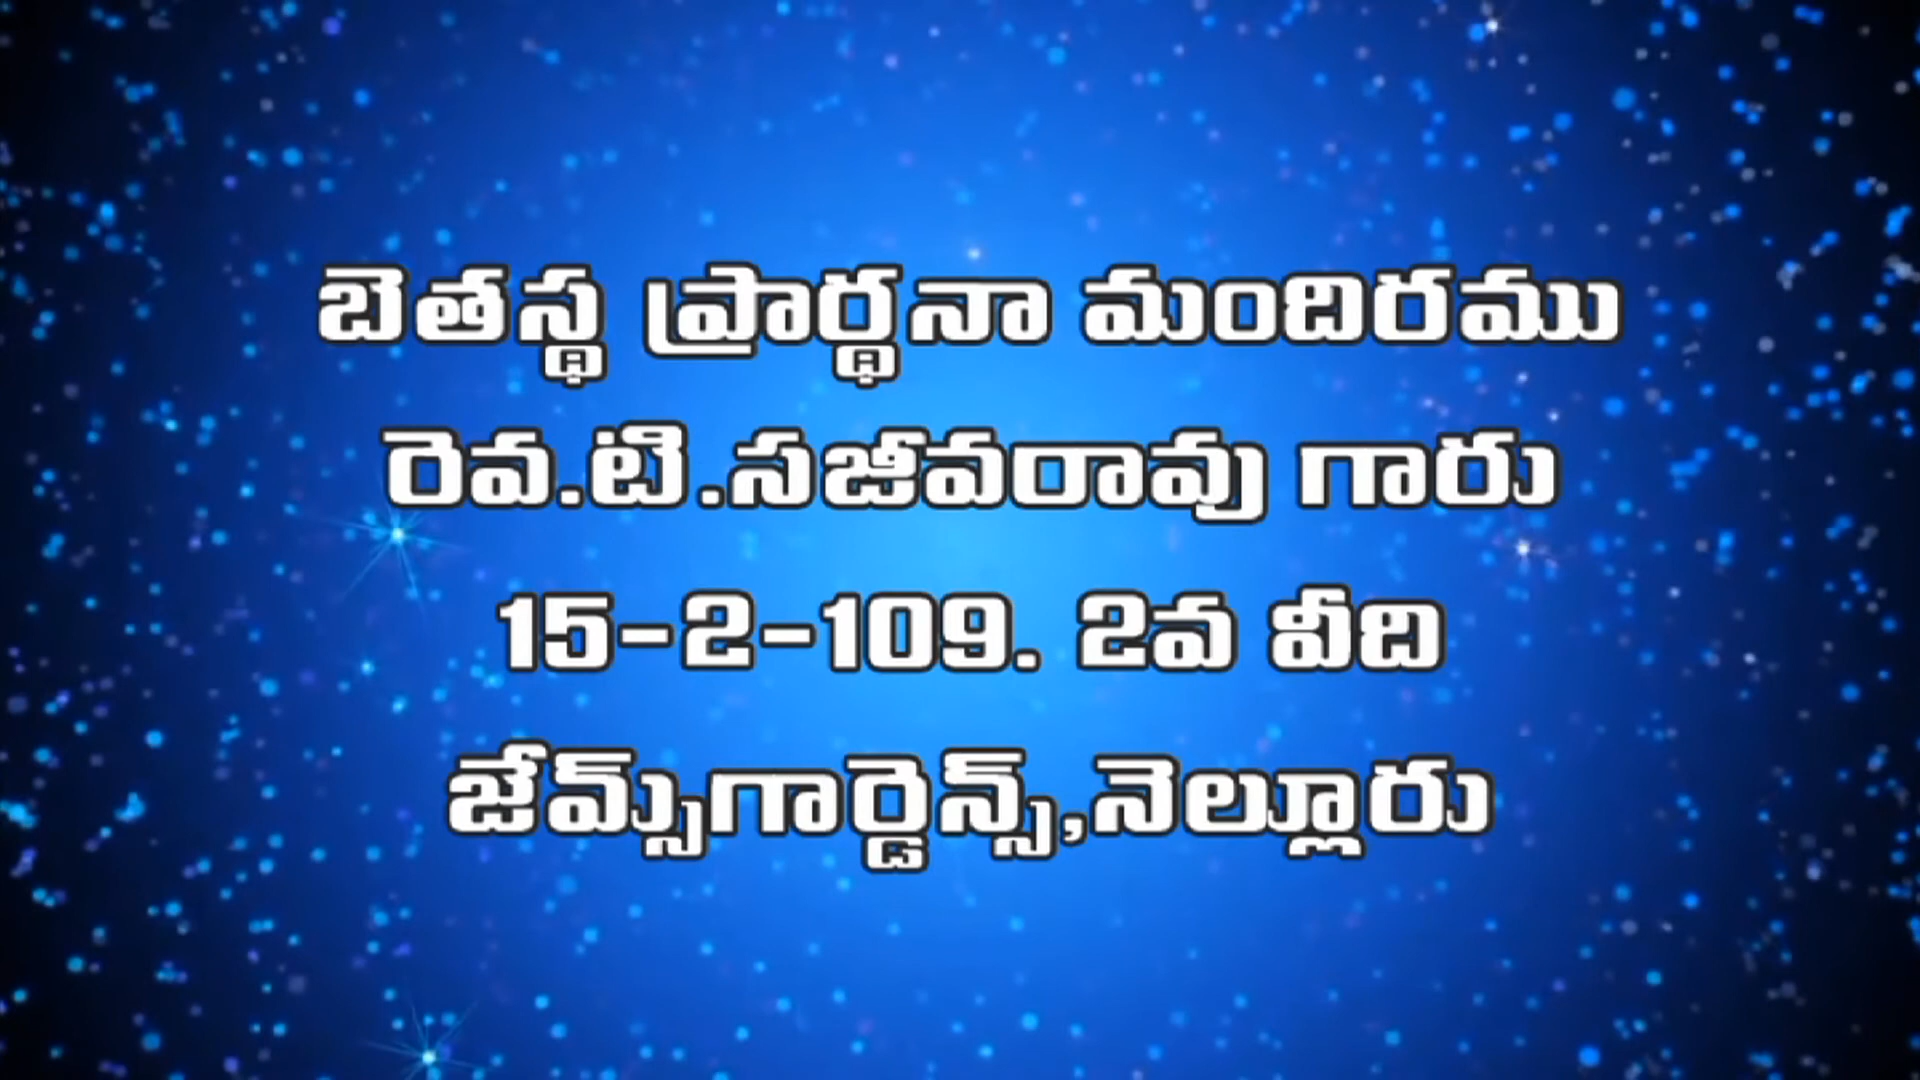 బెతస్థ ప్రార్థనా మందిరము
రెవ.టి.సజీవరావు గారు
15-2-109. 2వ వీది
జేమ్స్‌గార్డెన్స్,నెల్లూరు